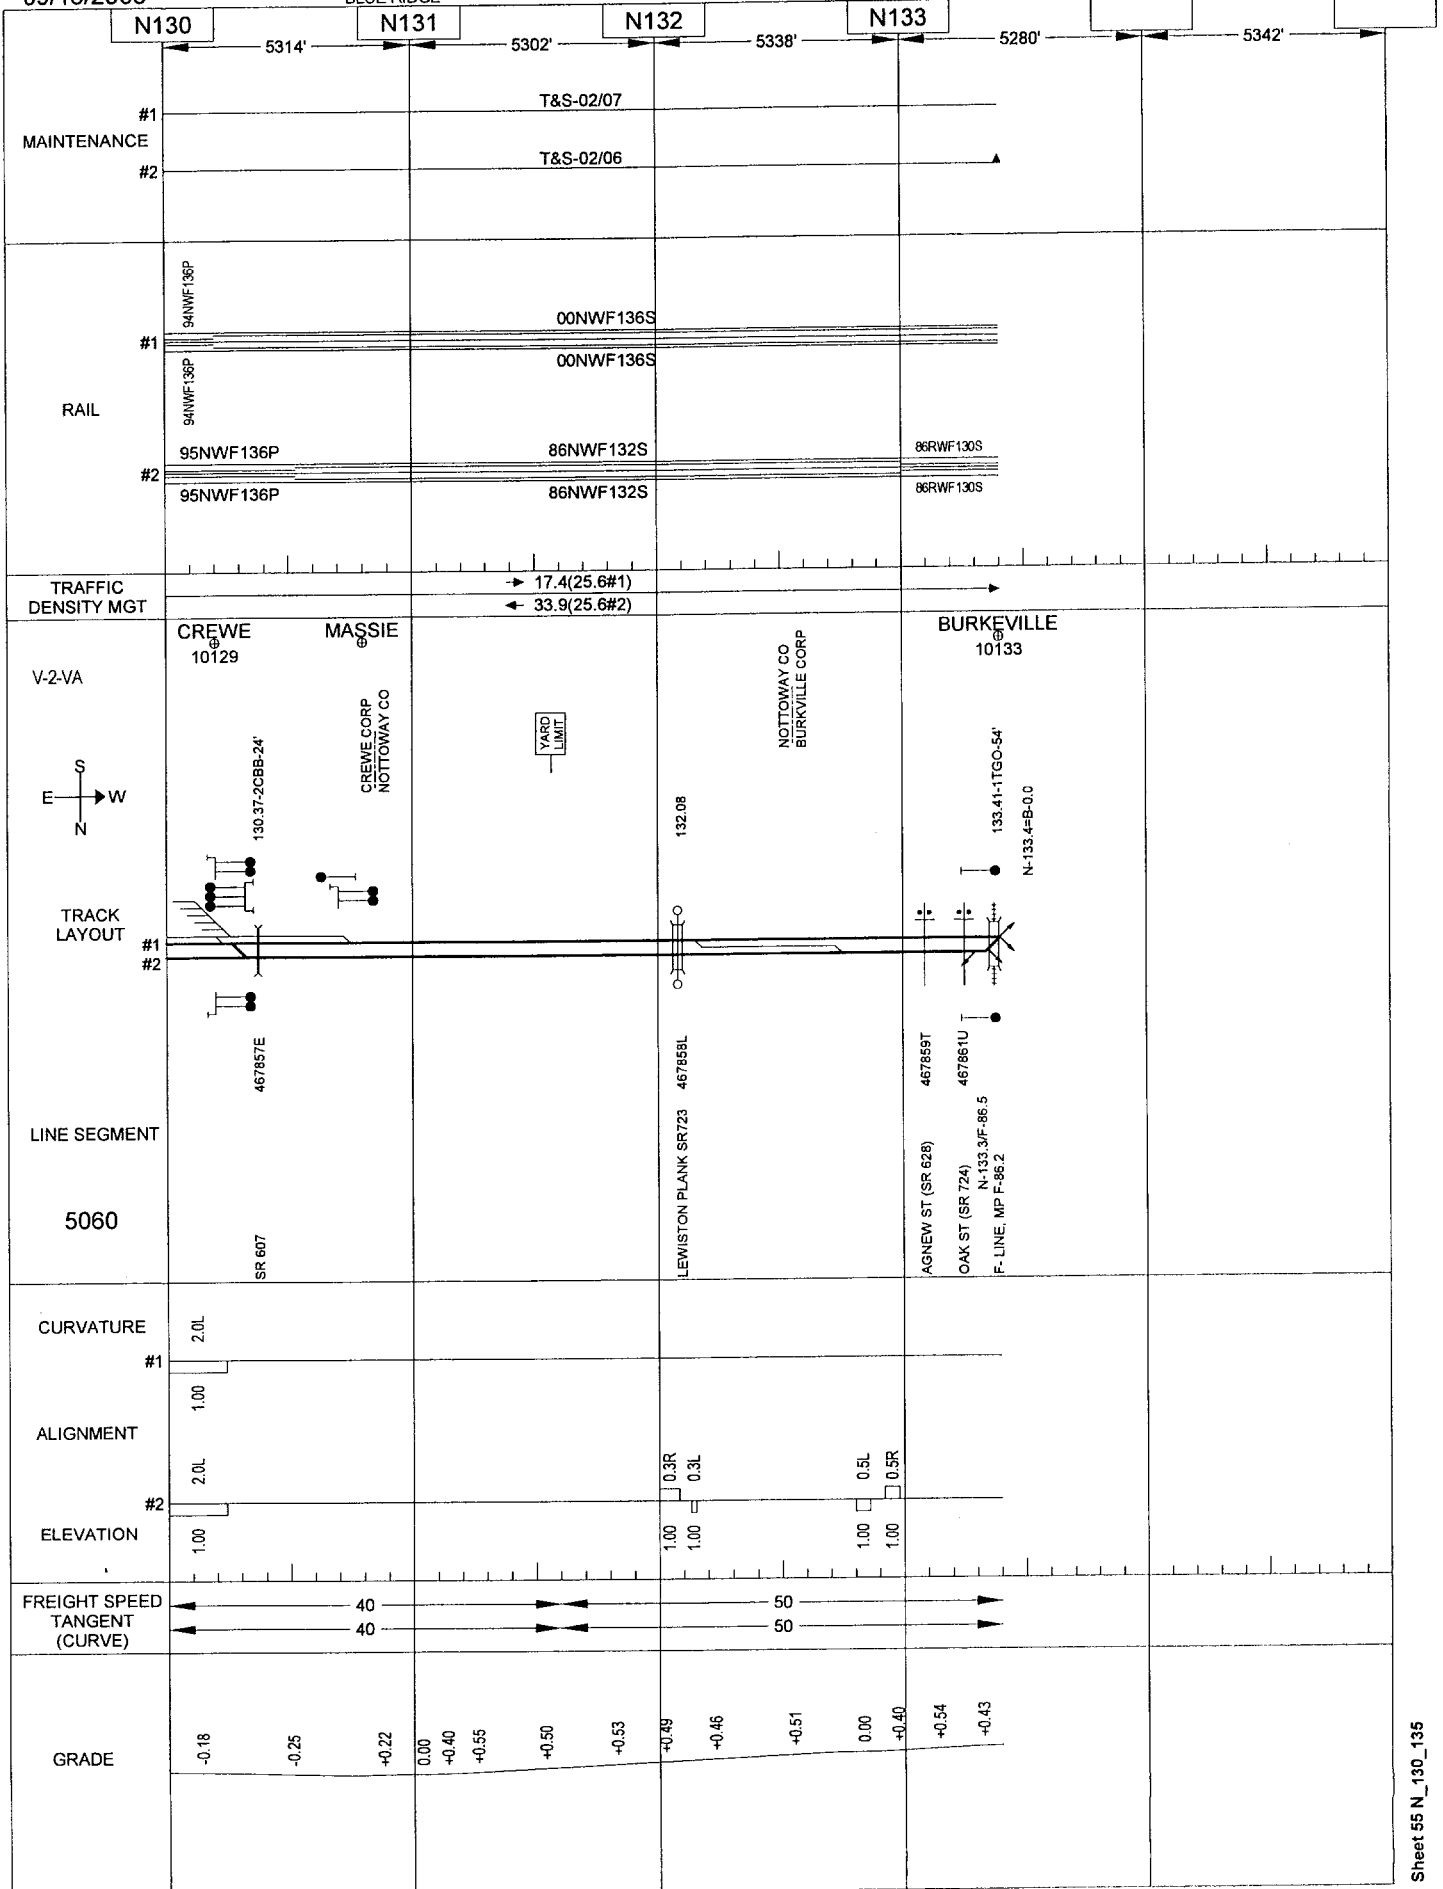 N130
N131
N132
N133
5314'
5302'
5338'
5280'
5342'
MAINTENANCE
#1
T&S-02/07
#2
T&S-02/06
RAIL
#1
94NWF136P
94NWF136P
00NWF136S
00NWF136S
#2
95NWF136P
95NWF136P
86NWF132S
86NWF132S
86RWF130S
86RWF130S
TRAFFIC
DENSITY MGT
17.4(25.6#1)
33.9(25.6#2)
CREWE
10129
MASSIE
BURKEVILLE
10133
V-2-VA
S
E
W
N
130.37-2CBB-24'
CREWE CORP
NOTTOWAY CO
YARD
LIMIT
132.08
NOTTOWAY CO
BURKVILLE CORP
133.41-1TGO-54'
N-133.4=B-0.0
TRACK
LAYOUT
#1
#2
467857E
467858L
467859T
467861U
LINE SEGMENT
5060
SR 607
LEWISTON PLANK SR723
AGNEW ST (SR 628)
OAK ST (SR 724)
N-133.3/F-86.5
F- LINE, MP F-86.2
CURVATURE
#1
2.0L
1.00
ALIGNMENT
#2
2.0L
1.00
0.3R
0.3L
0.5L
0.5R
1.00
1.00
1.00
1.00
ELEVATION
FREIGHT SPEED
TANGENT
(CURVE)
40
50
40
50
GRADE
-0.18
-0.25
+0.22
0.00
+0.40
+0.55
+0.50
+0.53
+0.49
+0.46
+0.51
0.00
+0.40
+0.54
+0.43
Sheet 55 N_130_135